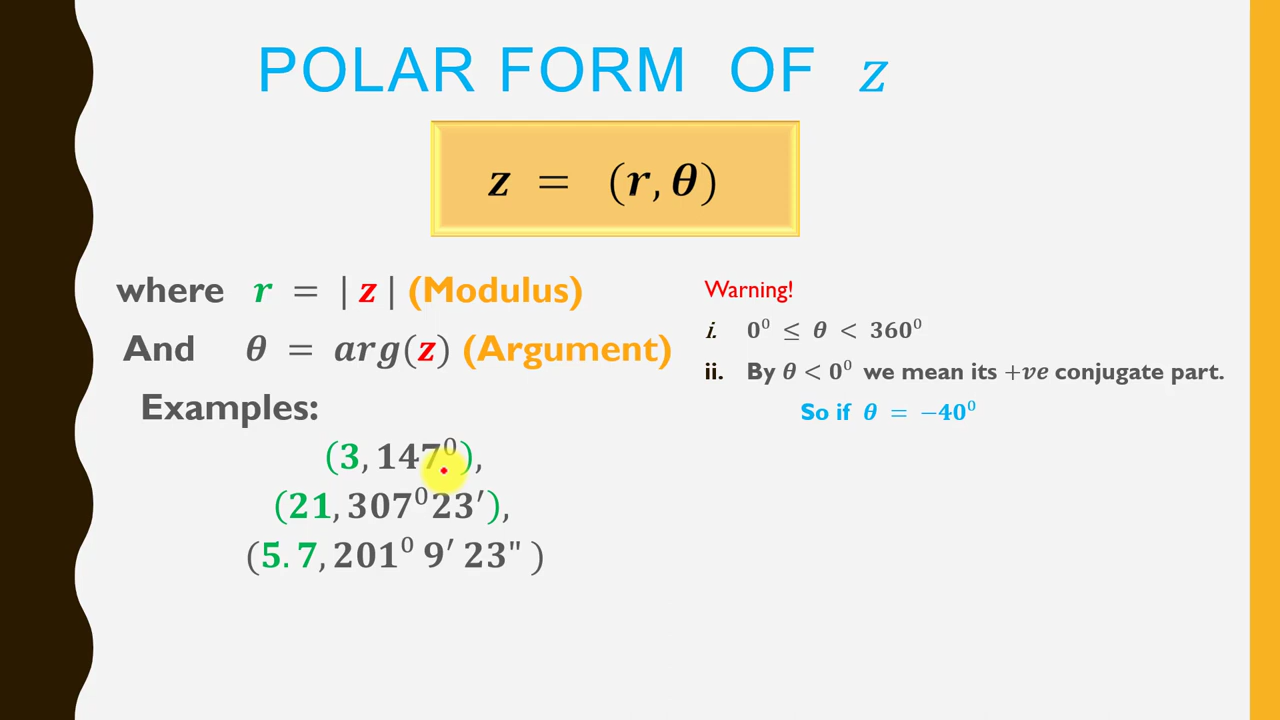 POLAR FORM OF z
z = (r, θ)
where r = | z | (Modulus)
And θ = arg(z) (Argument)
Examples:
(3, 147⁰),
(21, 307⁰23′),
(5.7, 201⁰ 9′ 23" )
Warning!
i. 0⁰ ≤ θ < 360⁰
ii. By θ < 0⁰ we mean its +ve conjugate part.
So if θ = −40⁰